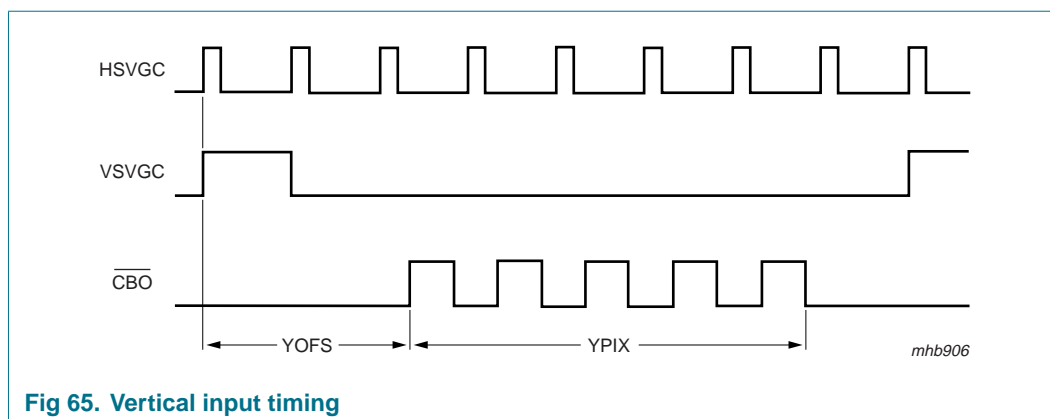 HSVGC
VSVGC
CBO
YOFS
YPIX
mhb906
Fig 65. Vertical input timing